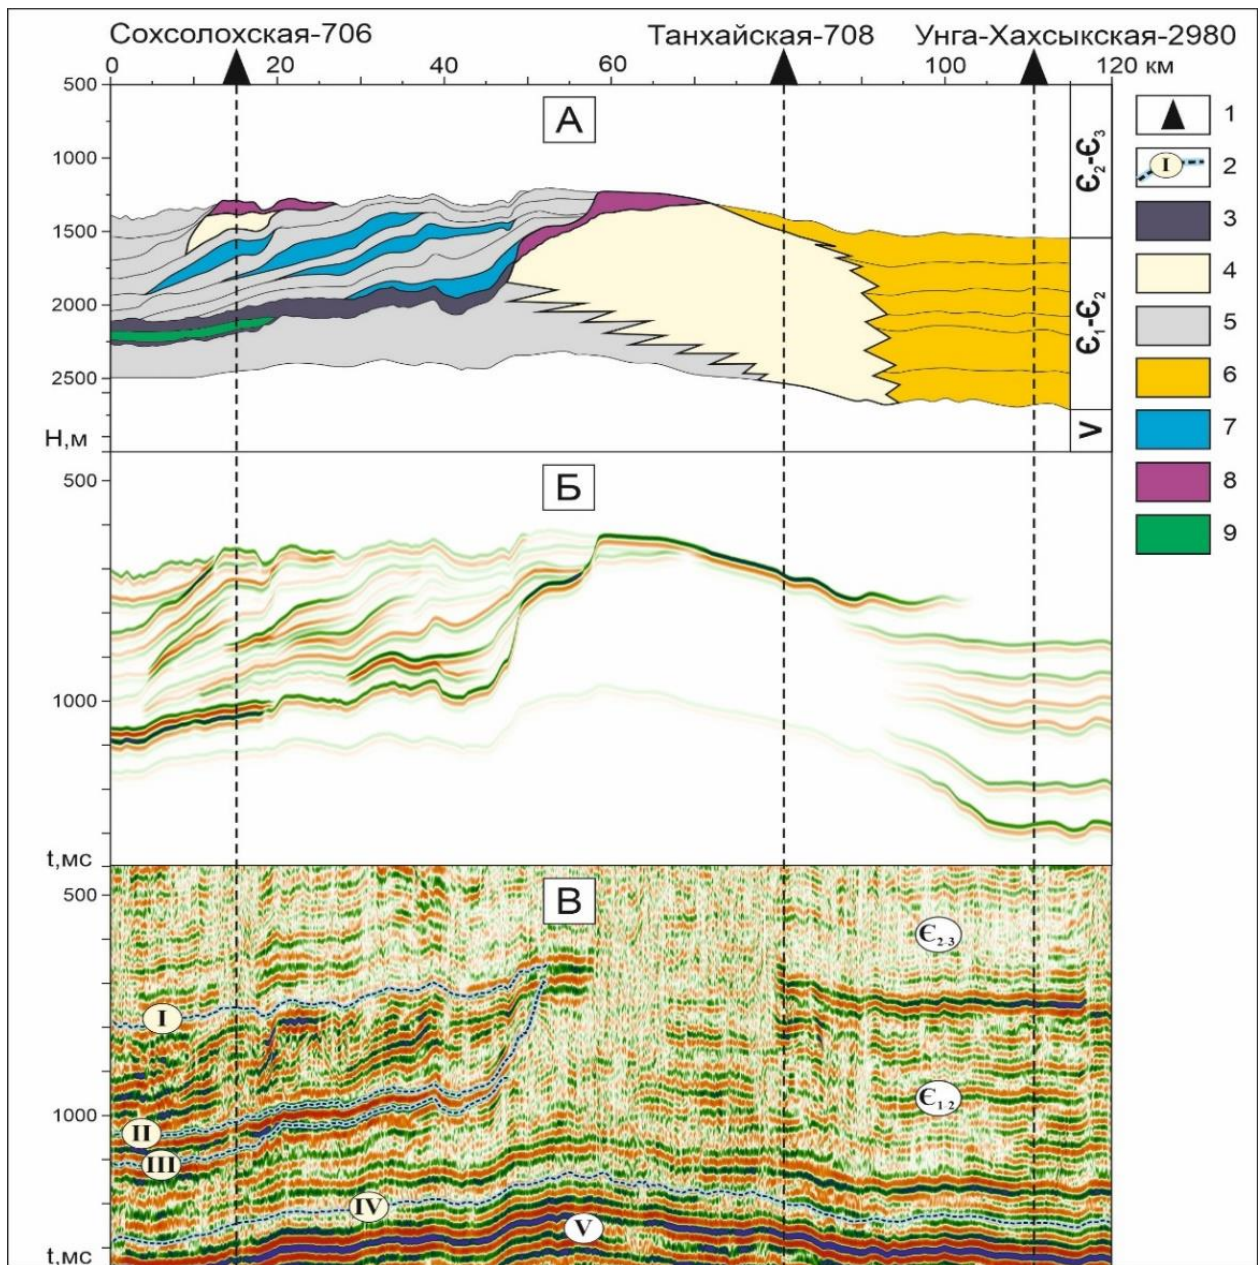 Сохсолохская-706 Танхайская-708 Унга-Хахсыкская-2980
0 20 40 60 100 120 км
500
А
Є₂-Є₃
1
1000
I 2
3
1500
4
2000
Є₁-Є₂
5
2500
6
Н,м
V
7
500
Б
8
9
1000
t,мс
500
В
Є₂₋₃
I
Є₁₋₂
1000
II
III
IV
V
t,мс